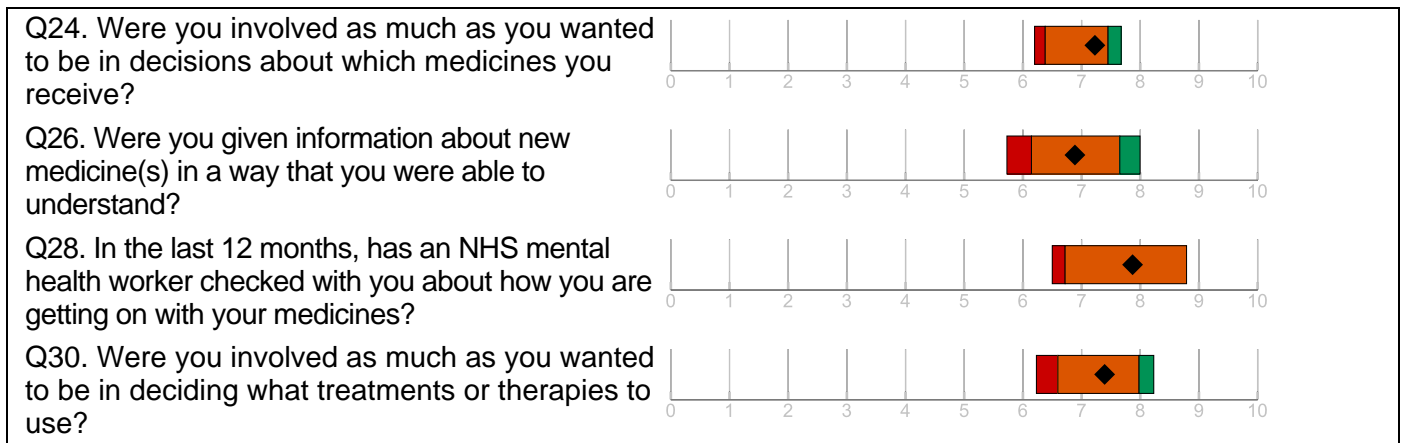 Q24. Were you involved as much as you wanted
to be in decisions about which medicines you
receive?
0 1 2 3 4 5 6 7 8 9 10
Q26. Were you given information about new
medicine(s) in a way that you were able to
understand?
0 1 2 3 4 5 6 7 8 9 10
Q28. In the last 12 months, has an NHS mental
health worker checked with you about how you are
getting on with your medicines?
0 1 2 3 4 5 6 7 8 9 10
Q30. Were you involved as much as you wanted
to be in deciding what treatments or therapies to
use?
0 1 2 3 4 5 6 7 8 9 10